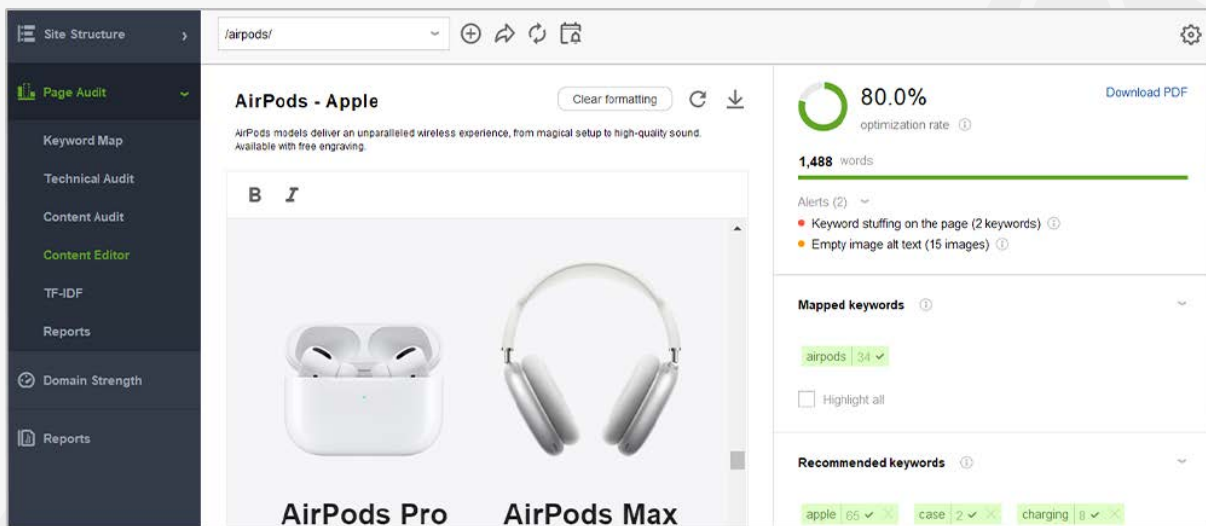 Site Structure
Page Audit
Keyword Map
Technical Audit
Content Audit
Content Editor
TF-IDF
Reports
Domain Strength
Reports
/airpods/
AirPods - Apple
Clear formatting
AirPods models deliver an unparalleled wireless experience, from magical setup to high-quality sound.
Available with free engraving.
B I
AirPods Pro AirPods Max
80.0%
optimization rate
Download PDF
1,488 words
Alerts (2)
Keyword stuffing on the page (2 keywords)
Empty image alt text (15 images)
Mapped keywords
airpods 34
Highlight all
Recommended keywords
apple 65 case 2 charging 8